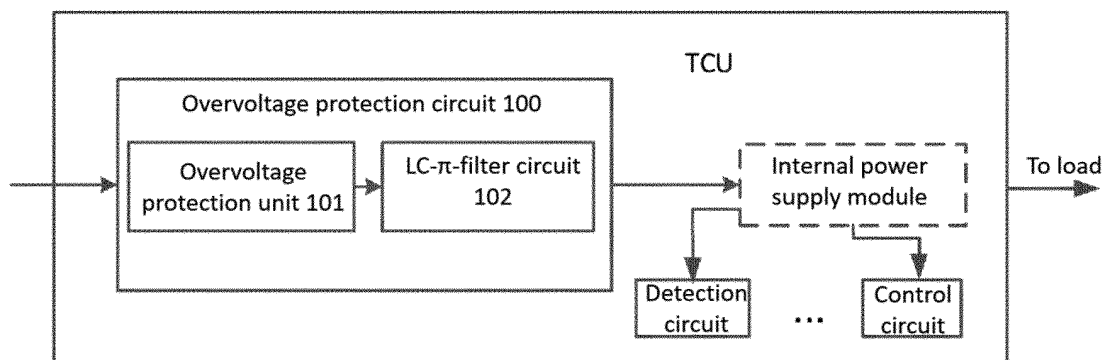 TCU
Overvoltage protection circuit 100
Overvoltage
protection unit 101
LC-π-filter circuit
102
Internal power
supply module
To load
Detection
circuit
...
Control
circuit